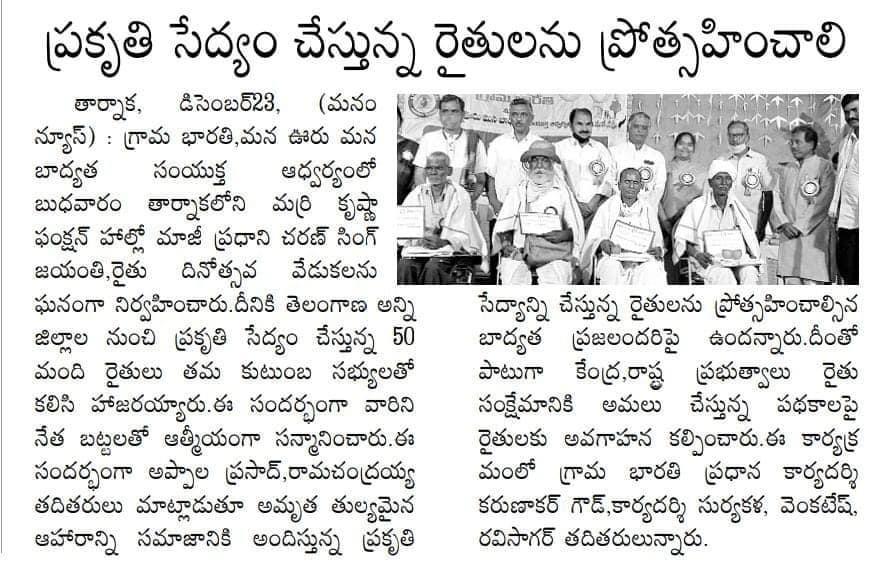 ప్రకృతి సేద్యం చేస్తున్న రైతులను ప్రోత్సహించాలి
తార్నాక, డిసెంబర్23, (మనం
న్యూస్) : గ్రామ భారతి,మన ఊరు మన
బాద్యత సంయుక్త ఆధ్వర్యంలో
బుధవారం తార్నాకలోని మర్రి కృష్ణా
ఫంక్షన్ హాల్లో మాజీ ప్రధాని చరణ్ సింగ్
జయంతి,రైతు దినోత్సవ వేడుకలను
ఘనంగా నిర్వహించారు.దీనికి తెలంగాణ అన్ని
జిల్లాల నుంచి ప్రకృతి సేద్యం చేస్తున్న 50
మంది రైతులు తమ కుటుంబ సభ్యులతో
కలిసి హాజరయ్యారు.ఈ సందర్భంగా వారిని
నేత బట్టలతో ఆత్మీయంగా సన్మానించారు.ఈ
సందర్భంగా అప్పాల ప్రసాద్,రామచంద్రయ్య
తదితరులు మాట్లాడుతూ అమృత తుల్యమైన
ఆహారాన్ని సమాజానికి అందిస్తున్న ప్రకృతి
సేద్యాన్ని చేస్తున్న రైతులను ప్రోత్సహించాల్సిన
బాద్యత ప్రజలందరిపై ఉందన్నారు.దీంతో
పాటుగా కేంద్ర,రాష్ట్ర ప్రభుత్వాలు రైతు
సంక్షేమానికి అమలు చేస్తున్న పథకాలపై
రైతులకు అవగాహన కల్పించారు.ఈ కార్యక్ర
మంలో గ్రామ భారతి ప్రధాన కార్యదర్శి
కరుణాకర్ గౌడ్,కార్యదర్శి సుర్యకళ, వెంకటేష్,
రవిసాగర్ తదితరులున్నారు.